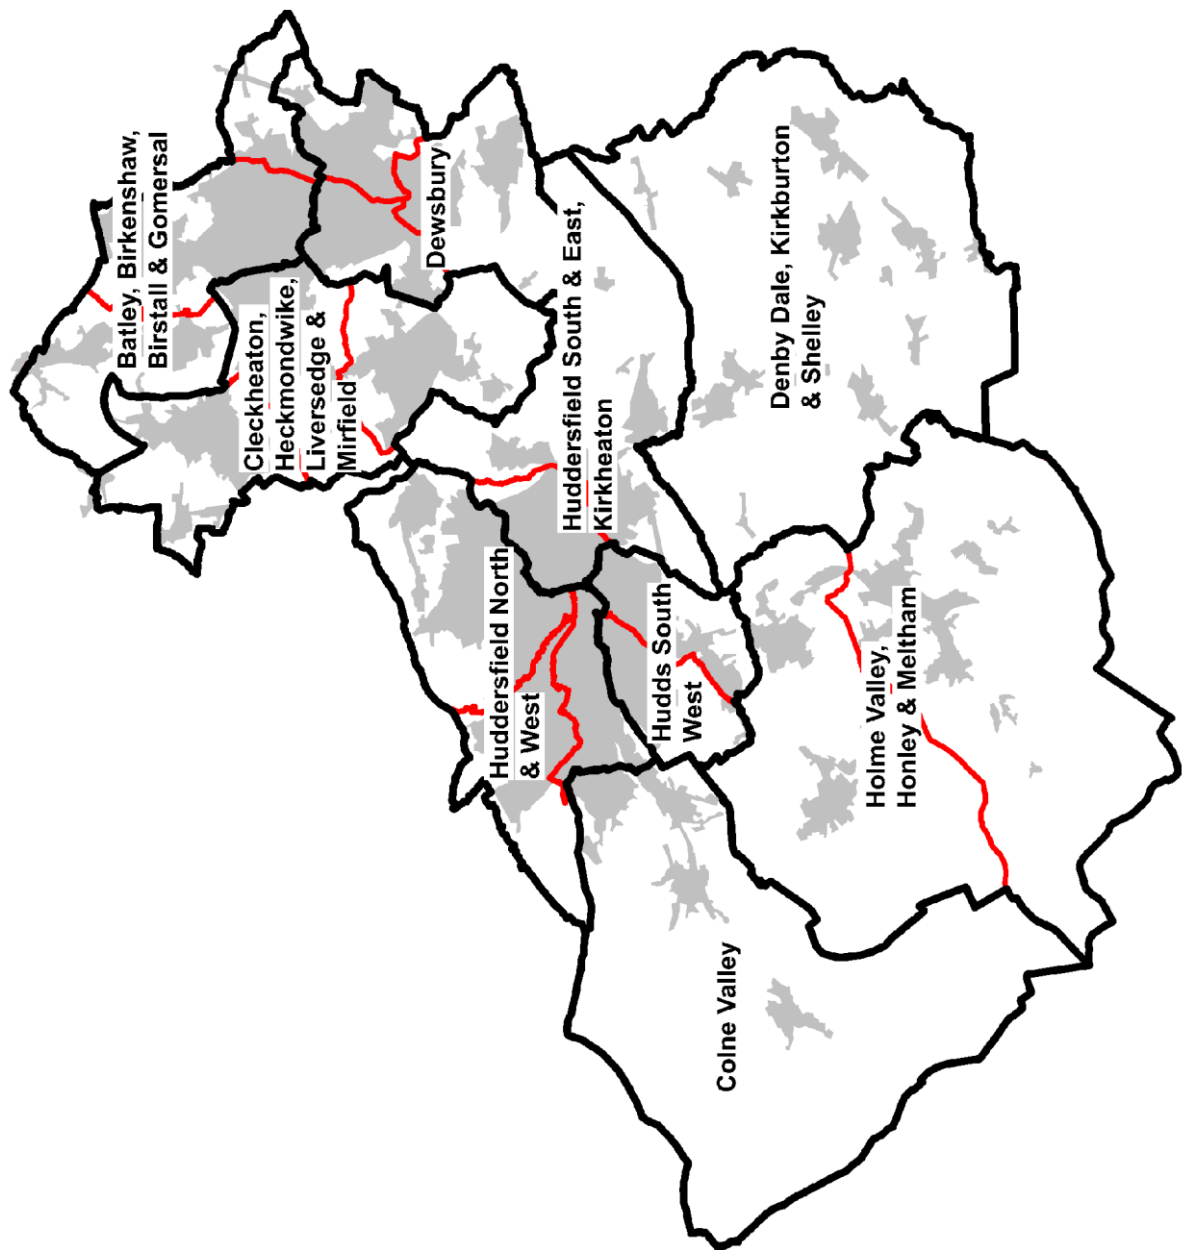 Batley, Birkenshaw,
Birstall & Gomersal
Cleckheaton,
Heckmondwike,
Liversedge &
Mirfield
Dewsbury
Huddersfield North
& West
Huddersfield South & East,
Kirkheaton
Hudds South
West
Colne Valley
Denby Dale, Kirkburton
& Shelley
Holme Valley,
Honley & Meltham